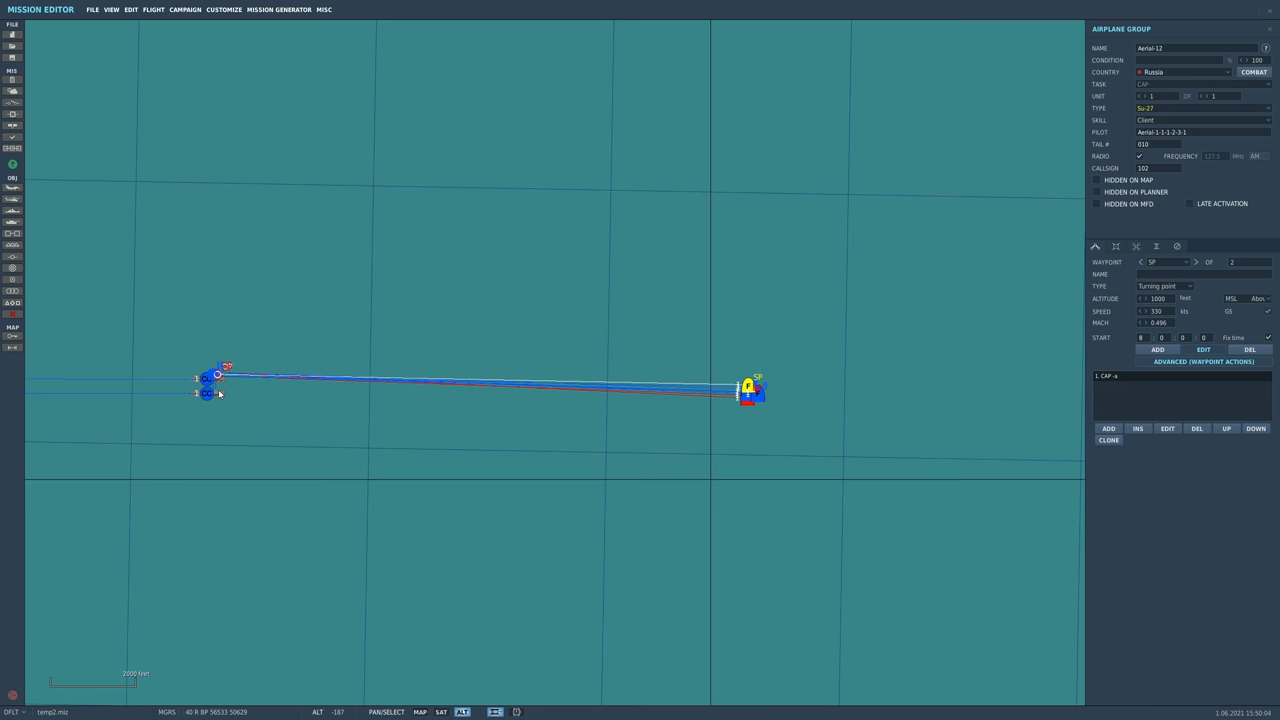 MISSION EDITOR
FILE VIEW EDIT FLIGHT CAMPAIGN CUSTOMIZE MISSION GENERATOR MISC
FILE
MIS
OBJ
MAP
SP
F
F
1
1
CC
2000 feet
AIRPLANE GROUP
NAME Aerial-12 ?
CONDITION % < > 100
COUNTRY Russia COMBAT
TASK CAP
UNIT < > 1 OF < > 1
TYPE Su-27
SKILL Client
PILOT Aerial-1-1-1-2-3-1
TAIL # 010
RADIO FREQUENCY 127.5 MHz AM
CALLSIGN 102
HIDDEN ON MAP
HIDDEN ON PLANNER
HIDDEN ON MFD LATE ACTIVATION
WAYPOINT < SP > OF 2
NAME
TYPE Turning point
ALTITUDE < > 1000 feet MSL
SPEED < > 330 kts GS
MACH < > 0.496
START 8 : 0 : 0 / 0 Fix time
ADD EDIT DEL
ADVANCED (WAYPOINT ACTIONS)
1. CAP -a
ADD INS EDIT DEL UP DOWN
CLONE
DFLT temp2.miz MGRS 40 R BP 56533 50629 ALT -187 PAN/SELECT MAP SAT ALT 1.06.2021 15:50:04